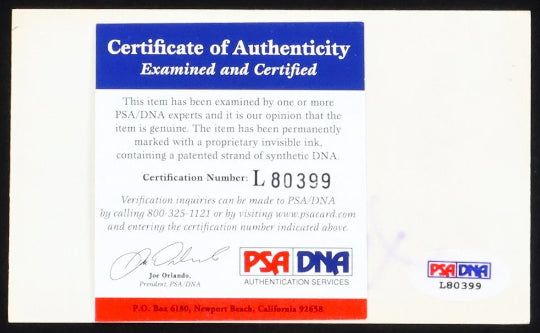 Certificate of Authenticity
Examined and Certified
This item has been examined by one or more
PSA/DNA experts and it is our opinion that the
item is genuine. The item has been permanently
marked with a proprietary invisible ink,
containing a patented strand of synthetic DNA.
Certification Number: L80399
Verification inquiries can be made to PSA/DNA
by calling 800-325-1121 or by visiting www.psacard.com
and entering the certification number indicated above.
Joe Orlando,
President, PSA/DNA
PSA DNA
AUTHENTICATION SERVICES
P.O. Box 6180, Newport Beach, California 92658
PSA DNA
L80399